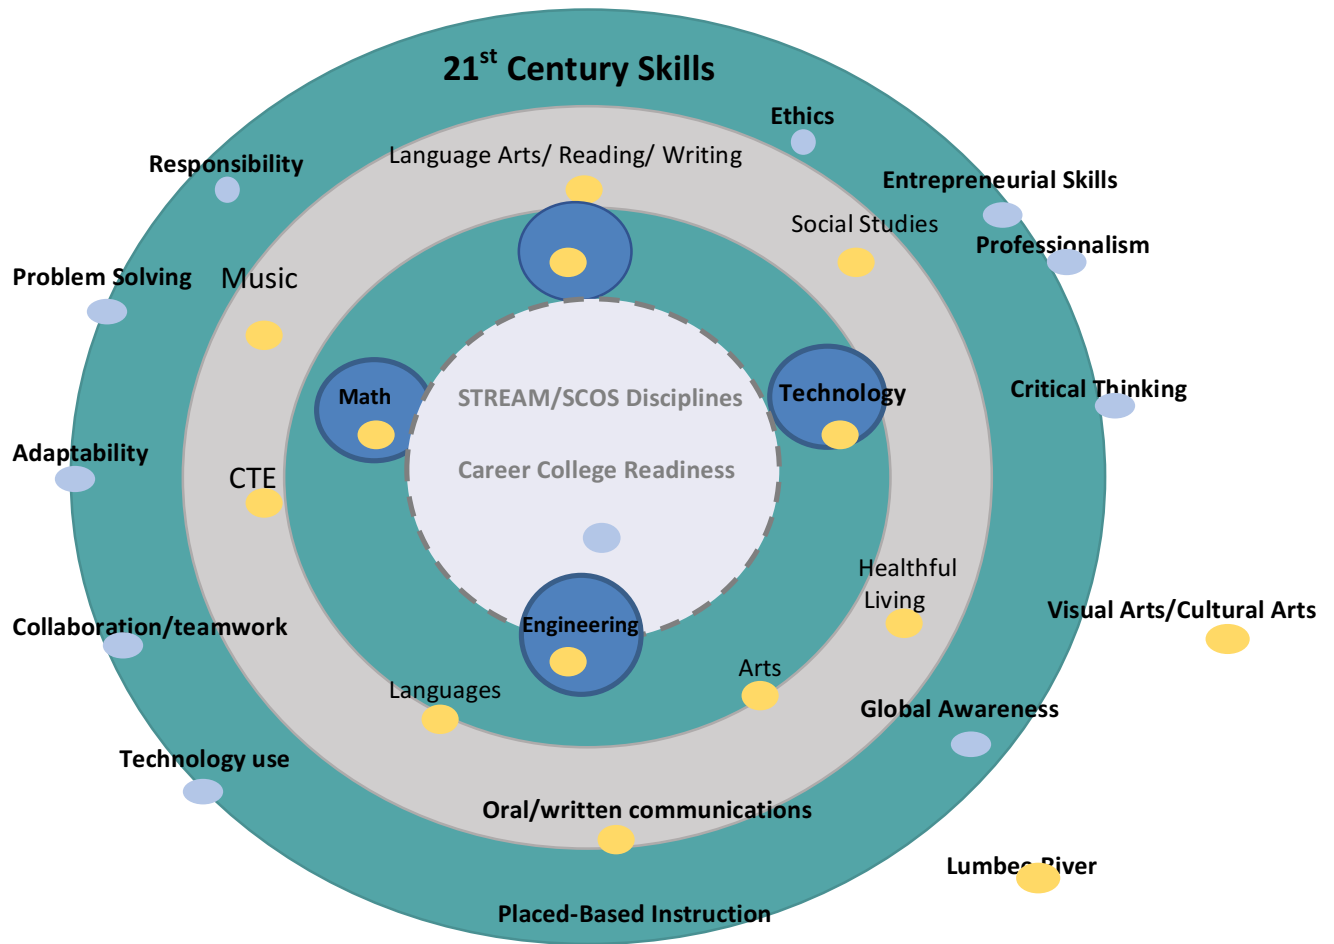 21st Century Skills
Ethics
Language Arts/ Reading/ Writing
Responsibility
Entrepreneurial Skills
Social Studies
Professionalism
Problem Solving
Music
Critical Thinking
Math
Technology
STREAM/SCOS Disciplines
Adaptability
Career College Readiness
CTE
Healthful
Living
Visual Arts/Cultural Arts
Collaboration/teamwork
Engineering
Arts
Languages
Global Awareness
Technology use
Oral/written communications
Lumbee River
Placed-Based Instruction